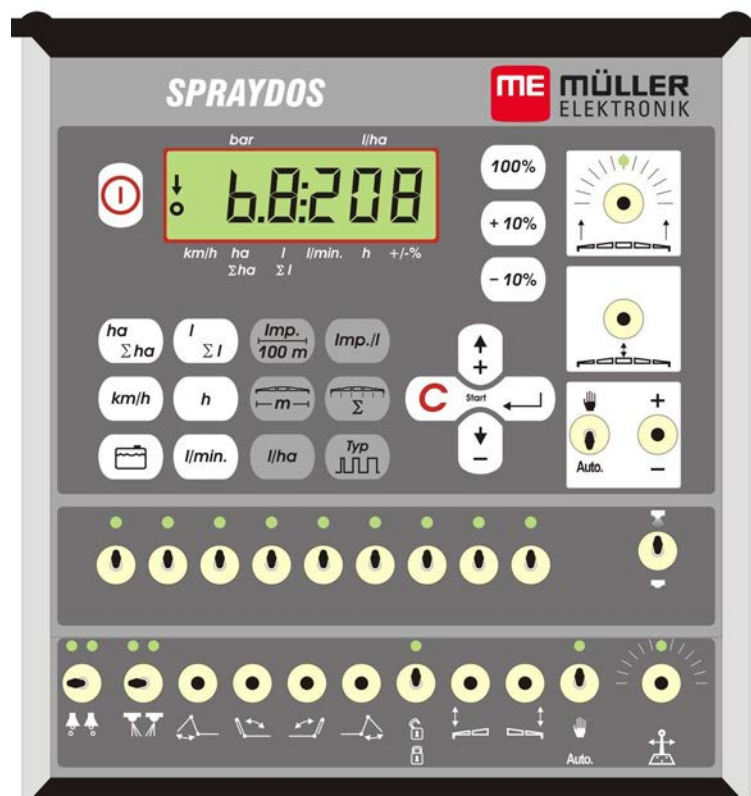 SPRAYDOS
ME MÜLLER
ELEKTRONIK
bar l/ha
b.8:208
km/h ha l l/min. h +/-%
Σha Σl
100%
+ 10%
- 10%
ha
Σha
l
Σl
Imp.
100 m
Imp./l
km/h
h
m
Σ
l/min.
l/ha
Typ
+
C Start
-
+
Auto. -
Auto.